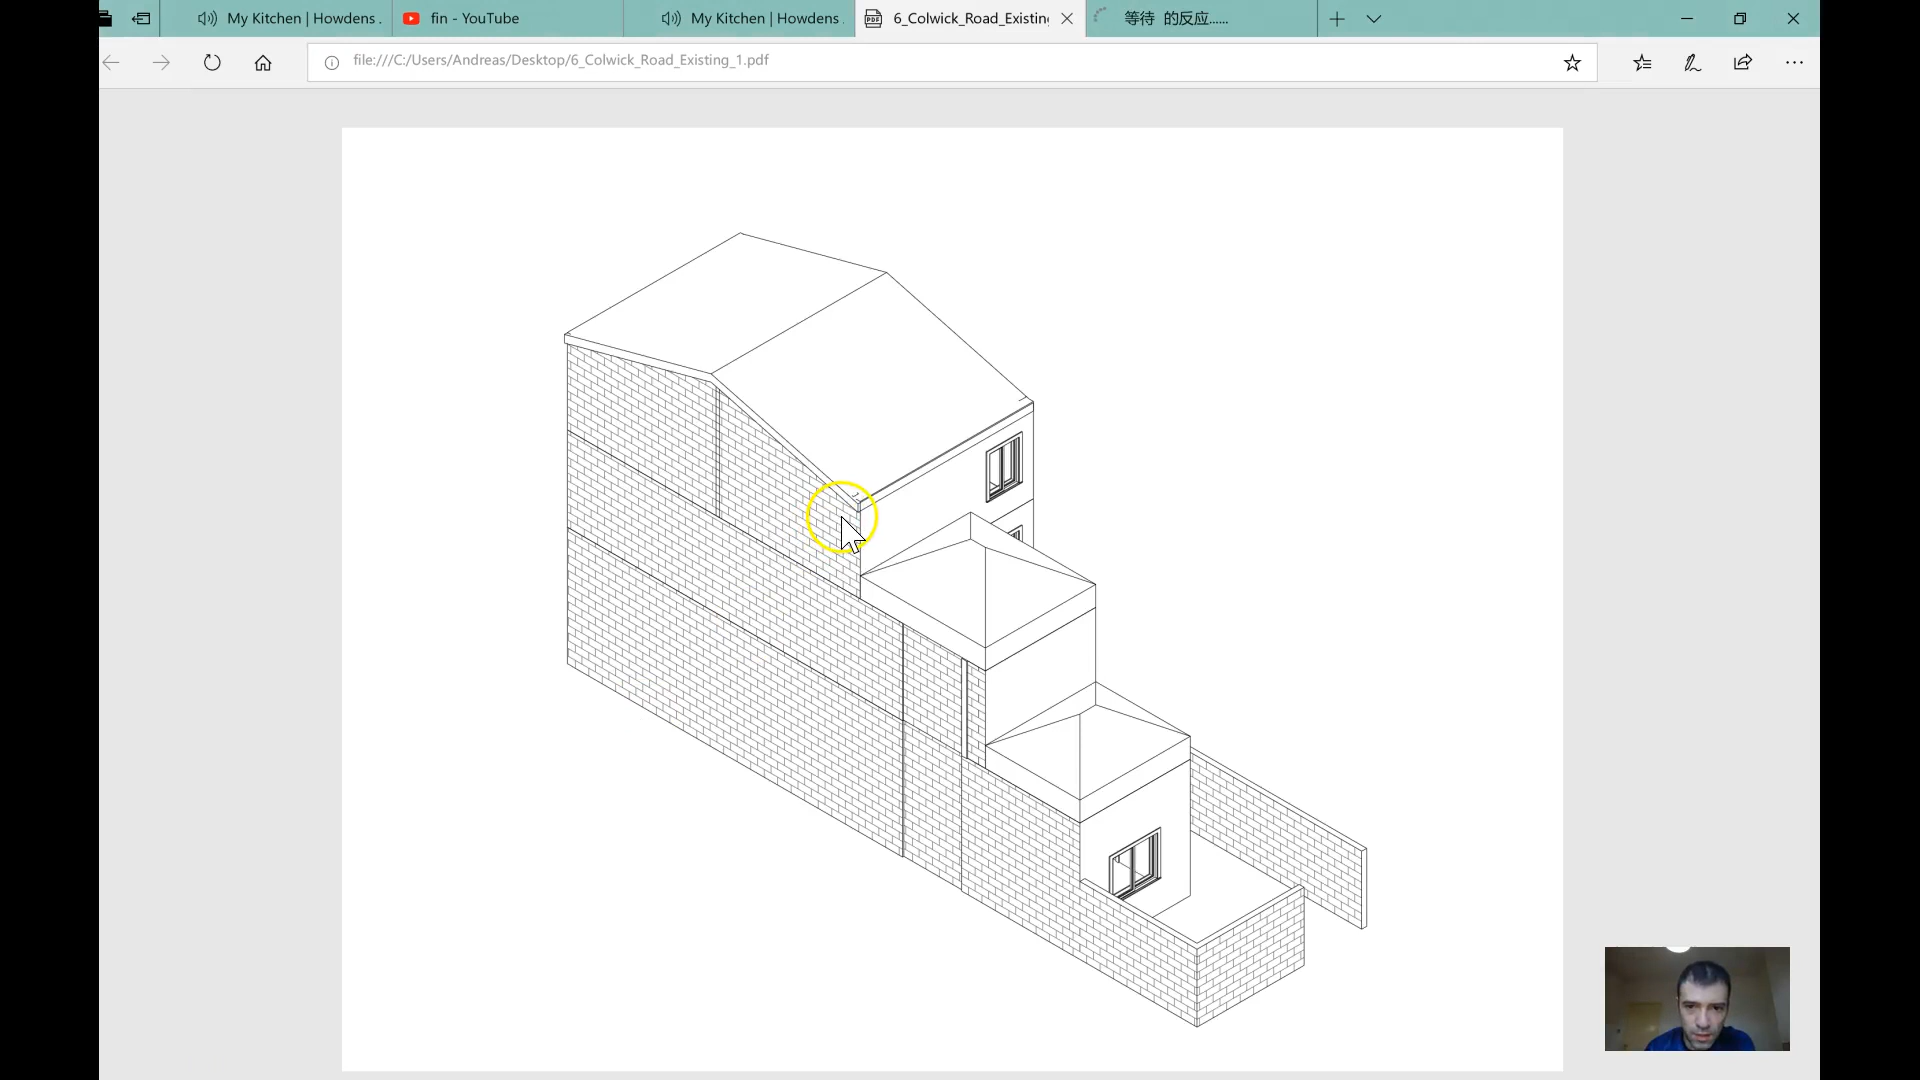 My Kitchen | Howdens .
fin - YouTube
My Kitchen | Howdens
6_Colwick_Road_Existin
等待 的反应......
file:///C:/Users/Andreas/Desktop/6_Colwick_Road_Existing_1.pdf
PDF